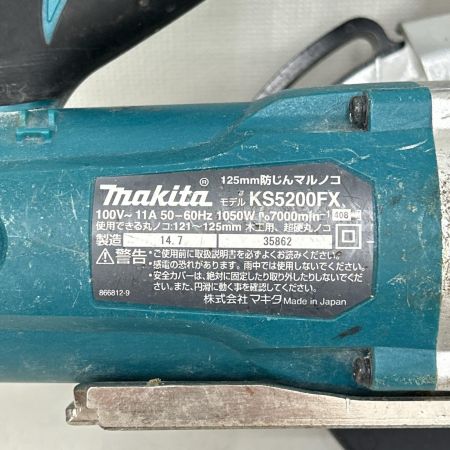 125mm防じんマルノコ
makita® モデル KS5200FX
100V～ 11A 50–60Hz 1050W n₀7000min⁻¹ 408
使用できる丸ノコ:121～125mm 木工用、超硬丸ノコ
製造 14.7 35862
⚠警告 •ご使用前に取扱説明書を必ずよくお読みください。
•感電の恐れがあります。雨中では使用しないでください。
•安全カバーは、絶対に固定したり取り外したりしないでくだ
さい。また、円滑に動く事を確認してください。
866812-9
株式会社 マキタ Made in Japan